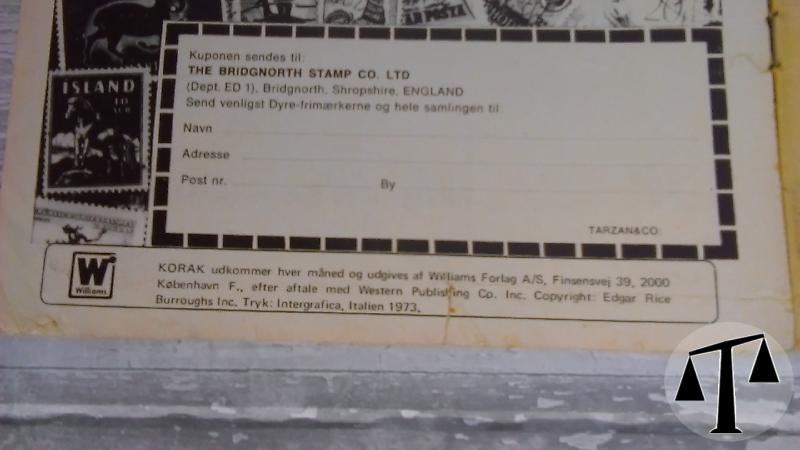 POSTA
ÍSLAND
Kuponen sendes til:
THE BRIDGNORTH STAMP CO. LTD
(Dept. ED 1), Bridgnorth, Shropshire, ENGLAND
Send venligst Dyre-frimærkerne og hele samlingen til:
Navn
Adresse
Post nr. By
TARZAN&CO.
W
Williams
KORAK udkommer hver måned og udgives af Williams Forlag A/S, Finsensvej 39, 2000
København F., efter aftale med Western Publishing Co. Inc. Copyright: Edgar Rice
Burroughs Inc. Tryk: Intergrafica, Italien 1973.